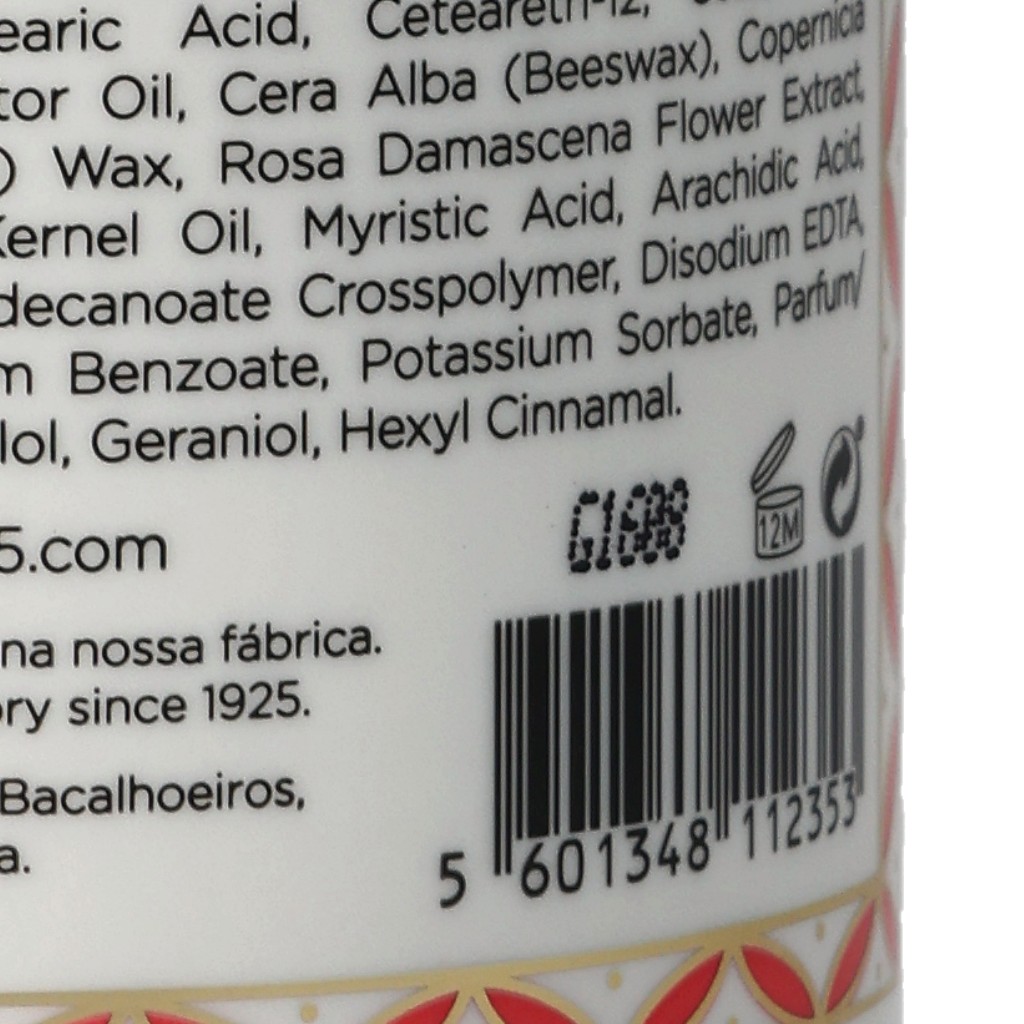 earic Acid, Ceteareth-12,
tor Oil, Cera Alba (Beeswax), Copernicia
) Wax, Rosa Damascena Flower Extract,
Kernel Oil, Myristic Acid, Arachidic Acid,
decanoate Crosspolymer, Disodium EDTA,
m Benzoate, Potassium Sorbate, Parfum/
lol, Geraniol, Hexyl Cinnamal.
12M
5.com
na nossa fábrica.
ory since 1925.
Bacalhoeiros,
a.
5 601348 112353